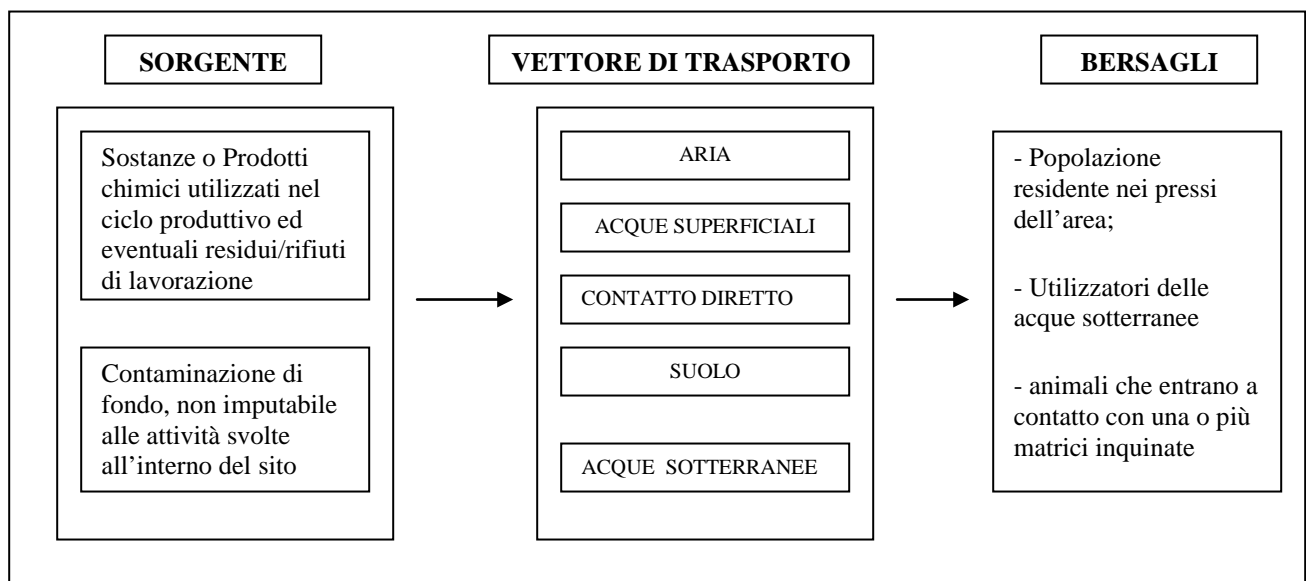 SORGENTE
Sostanze o Prodotti
chimici utilizzati nel
ciclo produttivo ed
eventuali residui/rifiuti
di lavorazione
Contaminazione di
fondo, non imputabile
alle attività svolte
all’interno del sito
VETTORE DI TRASPORTO
ARIA
ACQUE SUPERFICIALI
CONTATTO DIRETTO
SUOLO
ACQUE SOTTERRANEE
BERSAGLI
- Popolazione
residente nei pressi
dell’area;
- Utilizzatori delle
acque sotterranee
- animali che entrano a
contatto con una o più
matrici inquinate